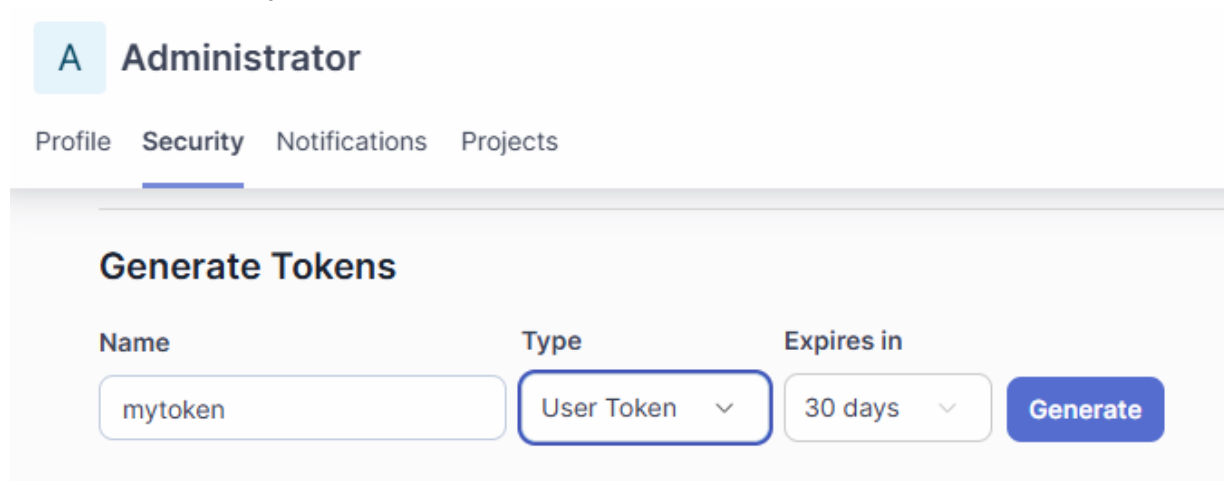 A Administrator
Profile Security Notifications Projects
Generate Tokens
Name Type Expires in
mytoken User Token 30 days Generate